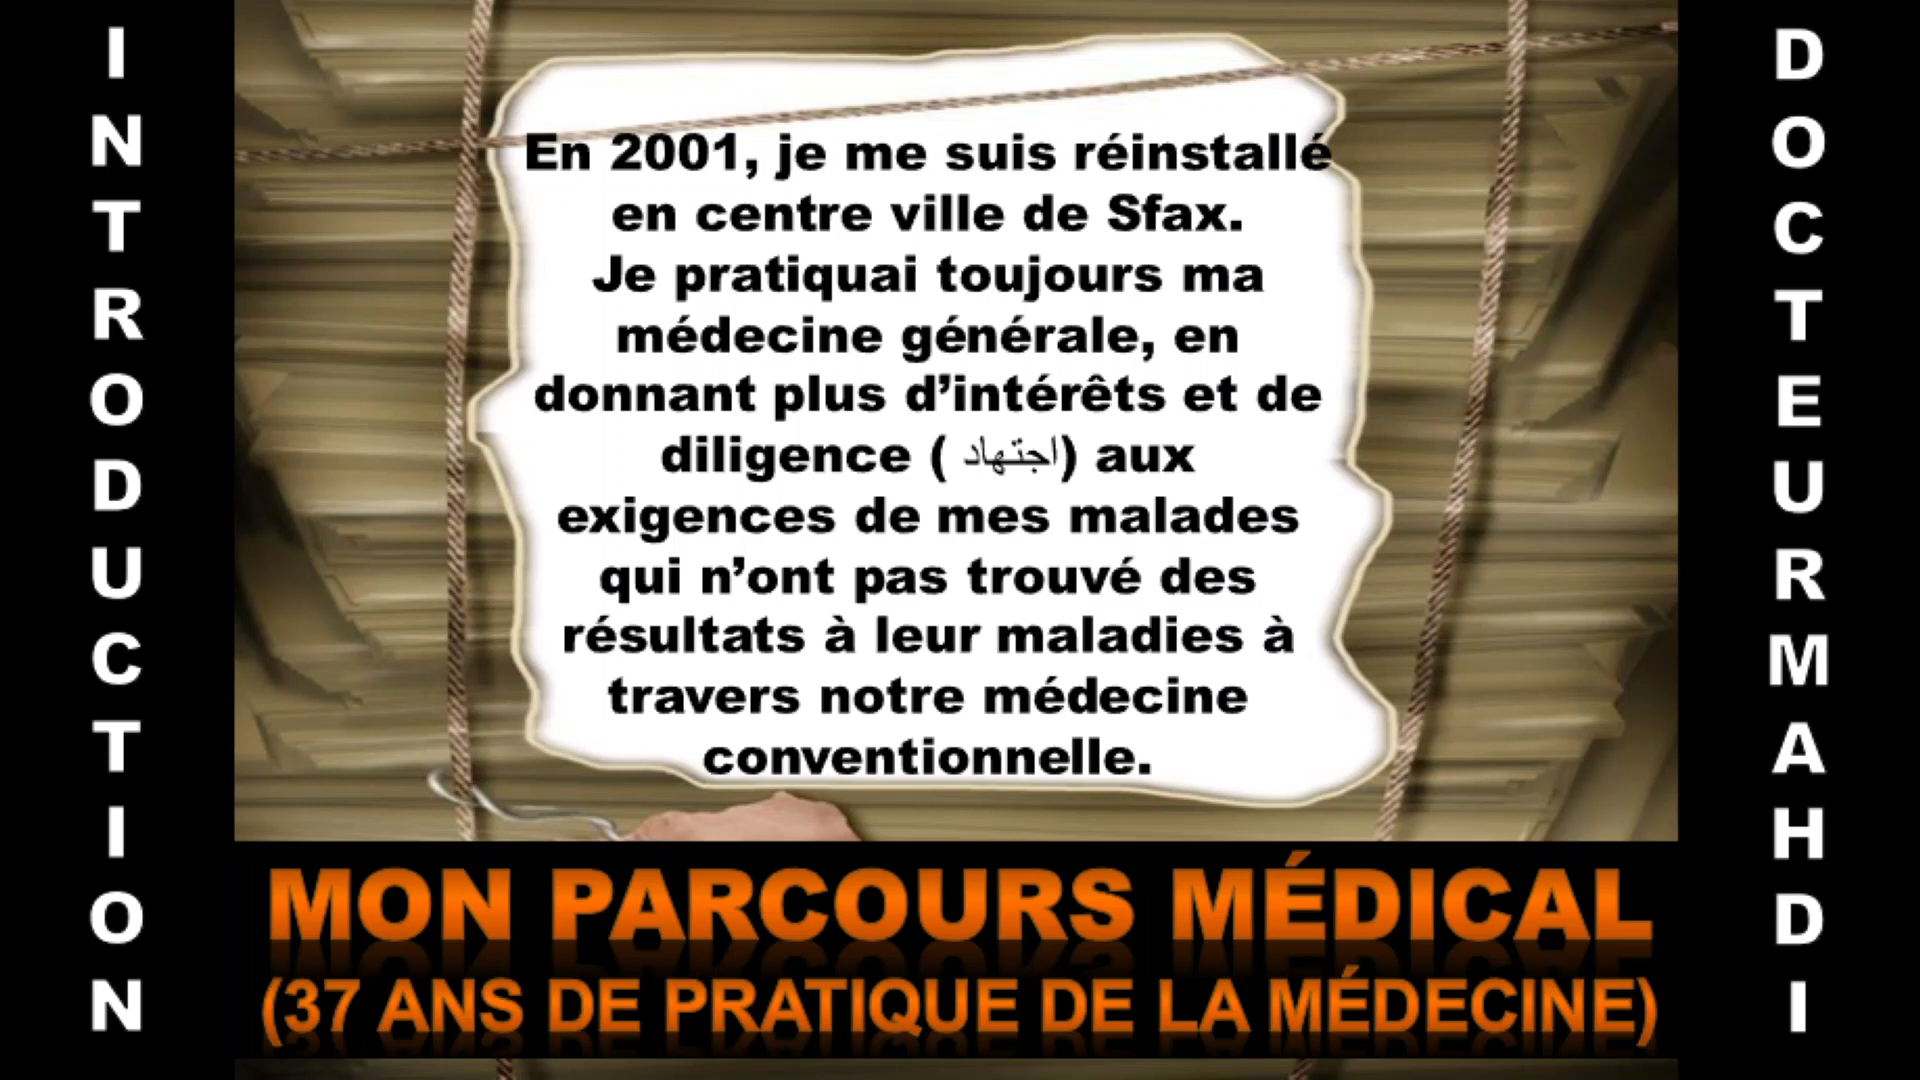 INTRODUCTION
En 2001, je me suis réinstallé
en centre ville de Sfax.
Je pratiquai toujours ma
médecine générale, en
donnant plus d’intérêts et de
diligence ( اجتهاد) aux
exigences de mes malades
qui n’ont pas trouvé des
résultats à leur maladies à
travers notre médecine
conventionnelle.
MON PARCOURS MÉDICAL
(37 ANS DE PRATIQUE DE LA MÉDECINE)
DOCTEUR MAHDI